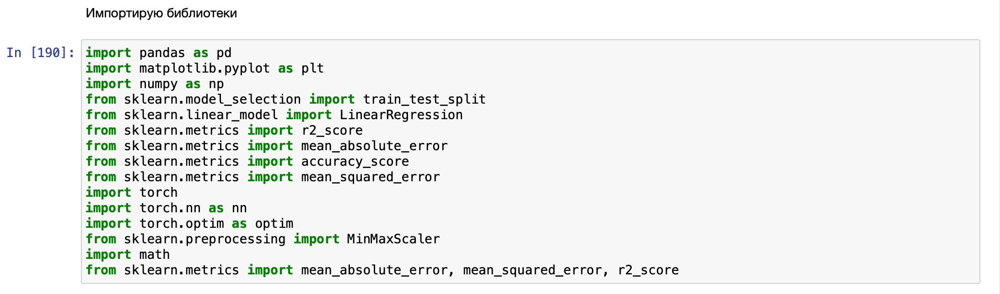 Импортирую библиотеки
In [190]:
import pandas as pd
import matplotlib.pyplot as plt
import numpy as np
from sklearn.model_selection import train_test_split
from sklearn.linear_model import LinearRegression
from sklearn.metrics import r2_score
from sklearn.metrics import mean_absolute_error
from sklearn.metrics import accuracy_score
from sklearn.metrics import mean_squared_error
import torch
import torch.nn as nn
import torch.optim as optim
from sklearn.preprocessing import MinMaxScaler
import math
from sklearn.metrics import mean_absolute_error, mean_squared_error, r2_score